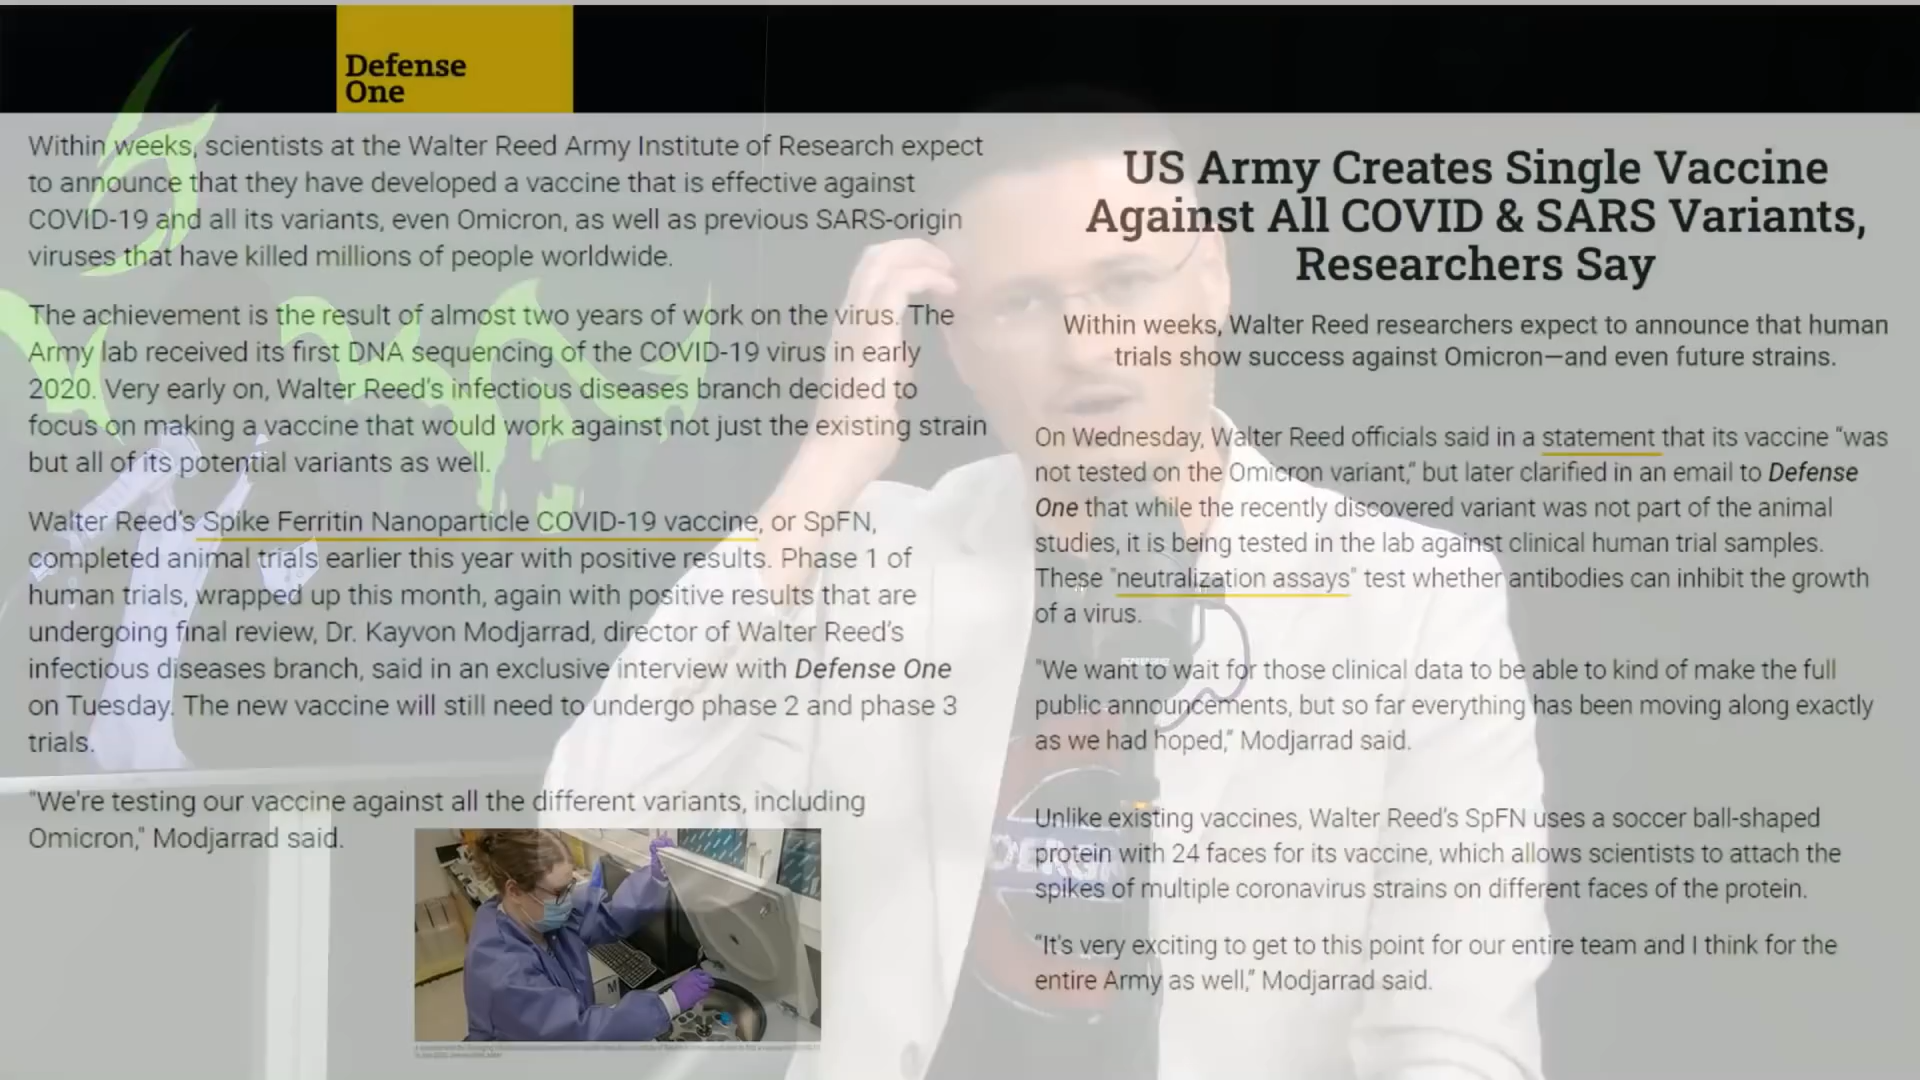 Defense
One
Within weeks, scientists at the Walter Reed Army Institute of Research expect
to announce that they have developed a vaccine that is effective against
COVID-19 and all its variants, even Omicron, as well as previous SARS-origin
viruses that have killed millions of people worldwide.
The achievement is the result of almost two years of work on the virus. The
Army lab received its first DNA sequencing of the COVID-19 virus in early
2020. Very early on, Walter Reed's infectious diseases branch decided to
focus on making a vaccine that would work against not just the existing strain
but all of its potential variants as well.
Walter Reed's Spike Ferritin Nanoparticle COVID-19 vaccine, or SpFN,
completed animal trials earlier this year with positive results. Phase 1 of
human trials, wrapped up this month, again with positive results that are
undergoing final review, Dr. Kayvon Modjarrad, director of Walter Reed's
infectious diseases branch, said in an exclusive interview with Defense One
on Tuesday. The new vaccine will still need to undergo phase 2 and phase 3
trials.
"We're testing our vaccine against all the different variants, including
Omicron," Modjarrad said.
US Army Creates Single Vaccine
Against All COVID & SARS Variants,
Researchers Say
Within weeks, Walter Reed researchers expect to announce that human
trials show success against Omicron—and even future strains.
On Wednesday, Walter Reed officials said in a statement that its vaccine “was
not tested on the Omicron variant,” but later clarified in an email to Defense
One that while the recently discovered variant was not part of the animal
studies, it is being tested in the lab against clinical human trial samples.
These "neutralization assays" test whether antibodies can inhibit the growth
of a virus.
"We want to wait for those clinical data to be able to kind of make the full
public announcements, but so far everything has been moving along exactly
as we had hoped,” Modjarrad said.
Unlike existing vaccines, Walter Reed’s SpFN uses a soccer ball-shaped
protein with 24 faces for its vaccine, which allows scientists to attach the
spikes of multiple coronavirus strains on different faces of the protein.
“It’s very exciting to get to this point for our entire team and I think for the
entire Army as well,” Modjarrad said.